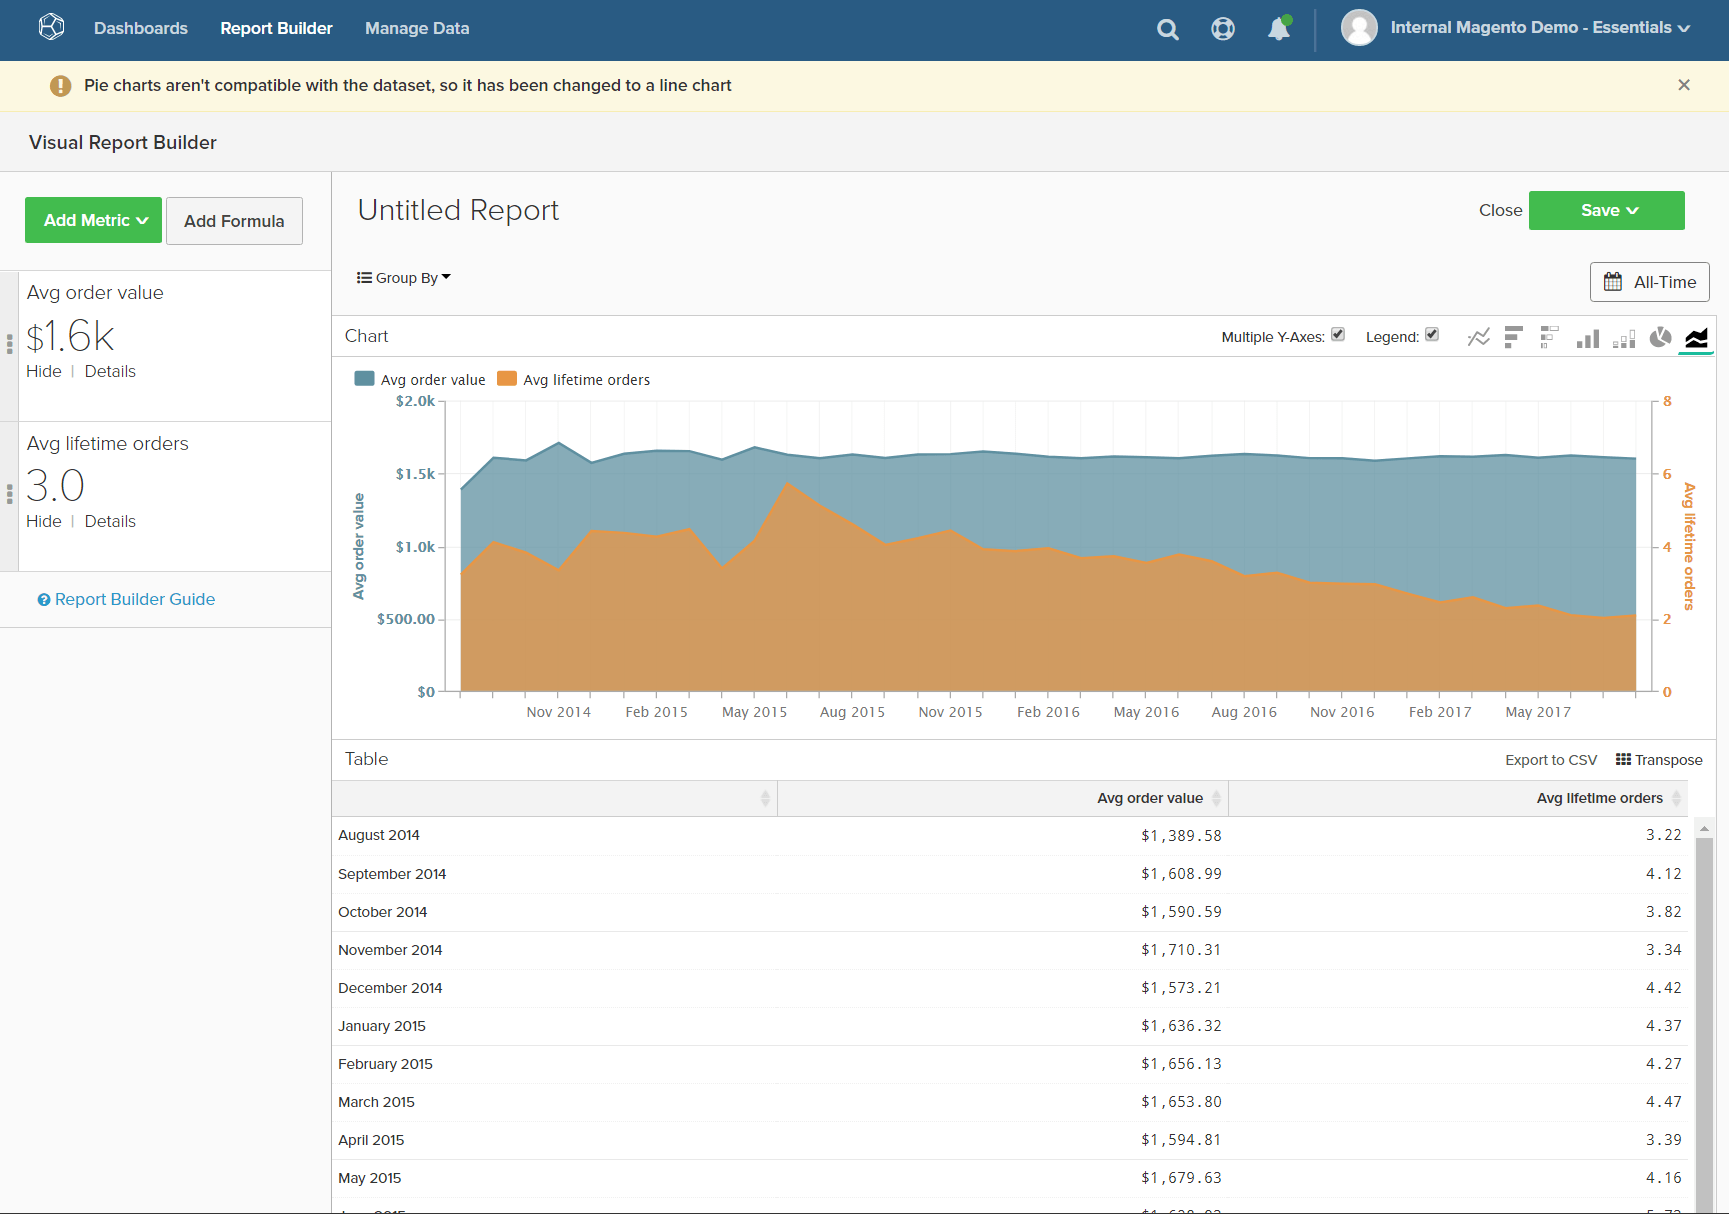 Dashboards Report Builder Manage Data Internal Magento Demo - Essentials
Pie charts aren't compatible with the dataset, so it has been changed to a line chart
Visual Report Builder
Add Metric Add Formula
Avg order value
$1.6k
Hide | Details
Avg lifetime orders
3.0
Hide | Details
Report Builder Guide
Untitled Report
Close Save
Group By
All-Time
Chart Multiple Y-Axes: Legend:
Avg order value Avg lifetime orders
$2.0k
$1.5k
$1.0k
$500.00
$0
Avg order value
8
6
4
2
0
Avg lifetime orders
Nov 2014 Feb 2015 May 2015 Aug 2015 Nov 2015 Feb 2016 May 2016 Aug 2016 Nov 2016 Feb 2017 May 2017
Table Export to CSV Transpose
Avg order value Avg lifetime orders
August 2014 $1,389.58 3.22
September 2014 $1,608.99 4.12
October 2014 $1,590.59 3.82
November 2014 $1,710.31 3.34
December 2014 $1,573.21 4.42
January 2015 $1,636.32 4.37
February 2015 $1,656.13 4.27
March 2015 $1,653.80 4.47
April 2015 $1,594.81 3.39
May 2015 $1,679.63 4.16